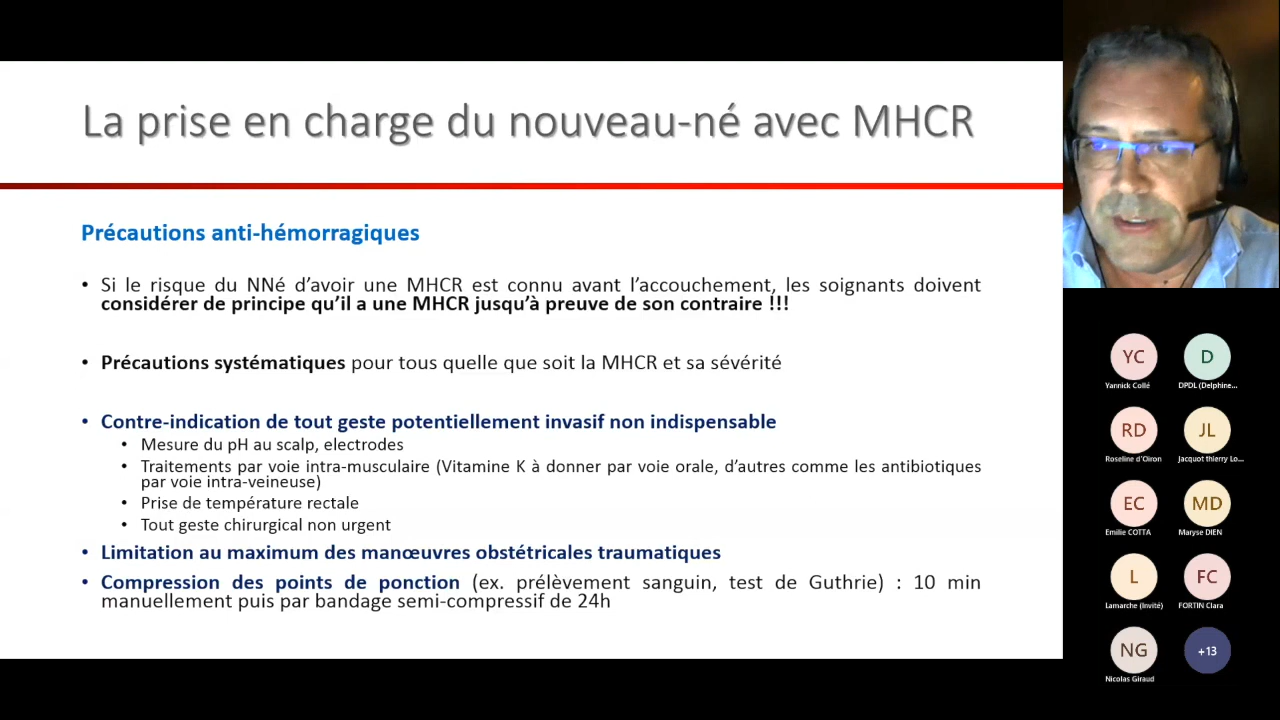 La prise en charge du nouveau-né avec MHCR
Précautions anti-hémorragiques
• Si le risque du NNé d'avoir une MHCR est connu avant l'accouchement, les soignants doivent
considérer de principe qu'il a une MHCR jusqu'à preuve de son contraire !!!
• Précautions systématiques pour tous quelle que soit la MHCR et sa sévérité
• Contre-indication de tout geste potentiellement invasif non indispensable
• Mesure du pH au scalp, electrodes
• Traitements par voie intra-musculaire (Vitamine K à donner par voie orale, d'autres comme les antibiotiques
par voie intra-veineuse)
• Prise de température rectale
• Tout geste chirurgical non urgent
• Limitation au maximum des manœuvres obstétricales traumatiques
• Compression des points de ponction (ex. prélèvement sanguin, test de Guthrie) : 10 min
manuellement puis par bandage semi-compressif de 24h
YC
Yannick Collé
D
DPDL (Delphine...
RD
Roseline d'Oiron
JL
Jacquot thierry Lo...
EC
Emilie COTTA
MD
Maryse DIEN
L
Lamarche (Invité)
FC
FORTIN Clara
NG
Nicolas Giraud
+13